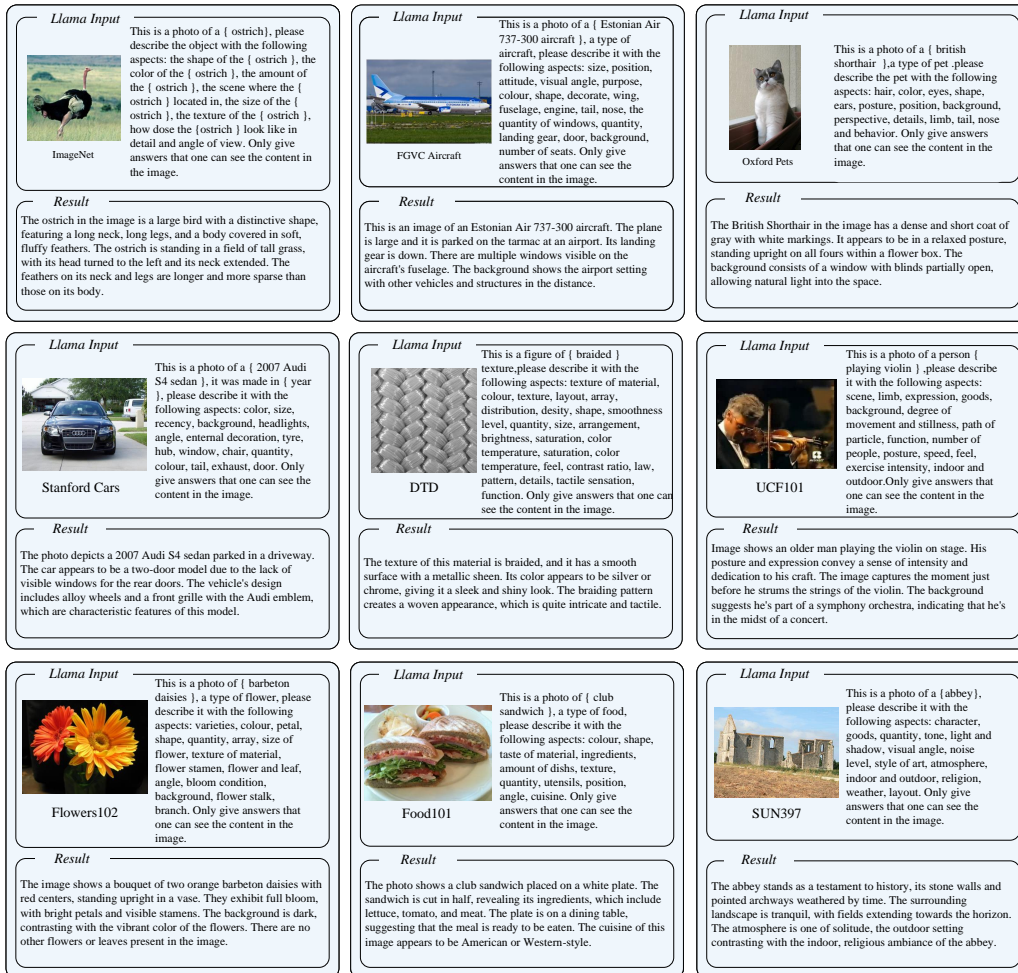 Llama Input
This is a photo of a { ostrich}, please
describe the object with the following
aspects: the shape of the { ostrich }, the
color of the { ostrich }, the amount of
the { ostrich }, the scene where the {
ostrich } located in, the size of the {
ostrich }, the texture of the { ostrich },
how dose the {ostrich } look like in
detail and angle of view. Only give
answers that one can see the content in
the image.
ImageNet
Result
The ostrich in the image is a large bird with a distinctive shape,
featuring a long neck, long legs, and a body covered in soft,
fluffy feathers. The ostrich is standing in a field of tall grass,
with its head turned to the left and its neck extended. The
feathers on its neck and legs are longer and more sparse than
those on its body.
Llama Input
This is a photo of a { Estonian Air
737-300 aircraft }, a type of
aircraft, please describe it with the
following aspects: size, position,
attitude, visual angle, purpose,
colour, shape, decorate, wing,
fuselage, engine, tail, nose, the
quantity of windows, quantity,
landing gear, door, background,
number of seats. Only give
answers that one can see the
content in the image.
FGVC Aircraft
Result
This is an image of an Estonian Air 737-300 aircraft. The plane
is large and it is parked on the tarmac at an airport. Its landing
gear is down. There are multiple windows visible on the
aircraft's fuselage. The background shows the airport setting
with other vehicles and structures in the distance.
Llama Input
This is a photo of a { british
shorthair  },a type of pet .please
describe the pet with the following
aspects: hair, color, eyes, shape,
ears, posture, position, background,
perspective, details, limb, tail, nose
and behavior. Only give answers
that one can see the content in the
image.
Oxford Pets
Result
The British Shorthair in the image has a dense and short coat of
gray with white markings. It appears to be in a relaxed posture,
standing upright on all fours within a flower box. The
background consists of a window with blinds partially open,
allowing natural light into the space.
Llama Input
This is a photo of a { 2007 Audi
S4 sedan }, it was made in { year
}, please describe it with the
following aspects: color, size,
recency, background, headlights,
angle, enternal decoration, tyre,
hub, window, chair, quantity,
colour, tail, exhaust, door. Only
give answers that one can see the
content in the image.
Stanford Cars
Result
The photo depicts a 2007 Audi S4 sedan parked in a driveway.
The car appears to be a two-door model due to the lack of
visible windows for the rear doors. The vehicle's design
includes alloy wheels and a front grille with the Audi emblem,
which are characteristic features of this model.
Llama Input
This is a figure of { braided }
texture,please describe it with the
following aspects: texture of material,
colour, texture, layout, array,
distribution, desity, shape, smoothness
level, quantity, size, arrangement,
brightness, saturation, color
temperature, saturation, color
temperature, feel, contrast ratio, law,
pattern, details, tactile sensation,
function. Only give answers that one can
see the content in the image.
DTD
Result
The texture of this material is braided, and it has a smooth
surface with a metallic sheen. Its color appears to be silver or
chrome, giving it a sleek and shiny look. The braiding pattern
creates a woven appearance, which is quite intricate and tactile.
Llama Input
This is a photo of a person {
playing violin } ,please describe
it with the following aspects:
scene, limb, expression, goods,
background, degree of
movement and stillness, path of
particle, function, number of
people, posture, speed, feel,
exercise intensity, indoor and
outdoor.Only give answers that
one can see the content in the
image.
UCF101
Result
Image shows an older man playing the violin on stage. His
posture and expression convey a sense of intensity and
dedication to his craft. The image captures the moment just
before he strums the strings of the violin. The background
suggests he's part of a symphony orchestra, indicating that he's
in the midst of a concert.
Llama Input
This is a photo of { barbeton
daisies }, a type of flower, please
describe it with the following
aspects: varieties, colour, petal,
shape, quantity, array, size of
flower, texture of material,
flower stamen, flower and leaf,
angle, bloom condition,
background, flower stalk,
branch. Only give answers that
one can see the content in the
image.
Flowers102
Result
The image shows a bouquet of two orange barbeton daisies with
red centers, standing upright in a vase. They exhibit full bloom,
with bright petals and visible stamens. The background is dark,
contrasting with the vibrant color of the flowers. There are no
other flowers or leaves present in the image.
Llama Input
This is a photo of { club
sandwich }, a type of food,
please describe it with the
following aspects: colour, shape,
taste of material, ingredients,
amount of dishs, texture,
quantity, utensils, position,
angle, cuisine. Only give
answers that one can see the
content in the image.
Food101
Result
The photo shows a club sandwich placed on a white plate. The
sandwich is cut in half, revealing its ingredients, which include
lettuce, tomato, and meat. The plate is on a dining table,
suggesting that the meal is ready to be eaten. The cuisine of this
image appears to be American or Western-style.
Llama Input
This is a photo of a {abbey},
please describe it with the
following aspects: character,
goods, quantity, tone, light and
shadow, visual angle, noise
level, style of art, atmosphere,
indoor and outdoor, religion,
weather, layout. Only give
answers that one can see the
content in the image.
SUN397
Result
The abbey stands as a testament to history, its stone walls and
pointed archways weathered by time. The surrounding
landscape is tranquil, with fields extending towards the horizon.
The atmosphere is one of solitude, the outdoor setting
contrasting with the indoor, religious ambiance of the abbey.